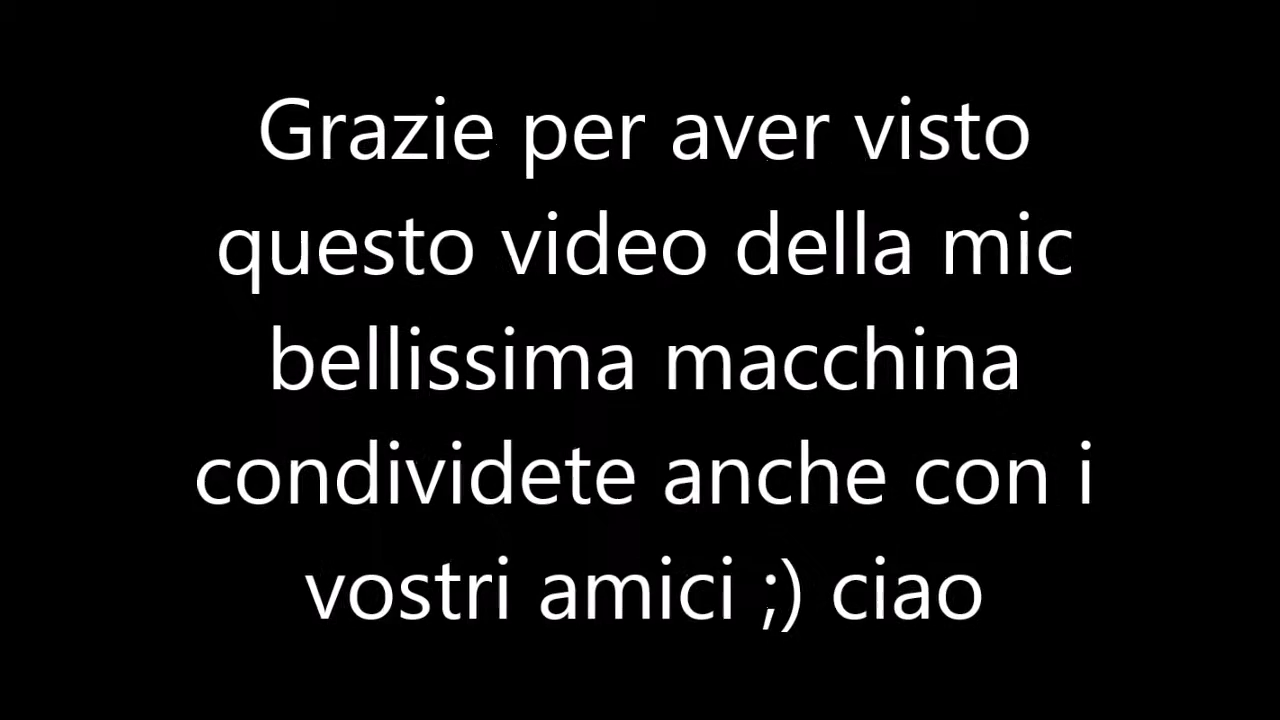 Grazie per aver visto
questo video della mic
bellissima macchina
condividete anche con i
vostri amici ;) ciao